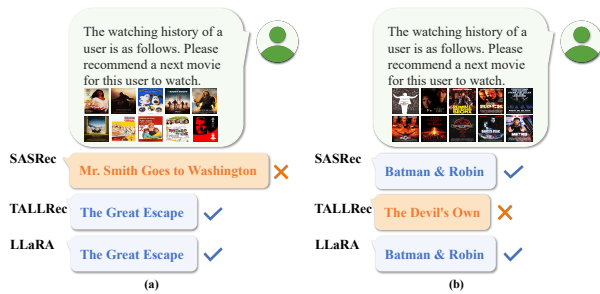 The watching history of a
user is as follows. Please
recommend a next movie
for this user to watch.
SASRec
Mr. Smith Goes to Washington
TALLRec
The Great Escape
LLaRA
The Great Escape
(a)
The watching history of a
user is as follows. Please
recommend a next movie
for this user to watch.
SASRec
Batman & Robin
TALLRec
The Devil's Own
LLaRA
Batman & Robin
(b)